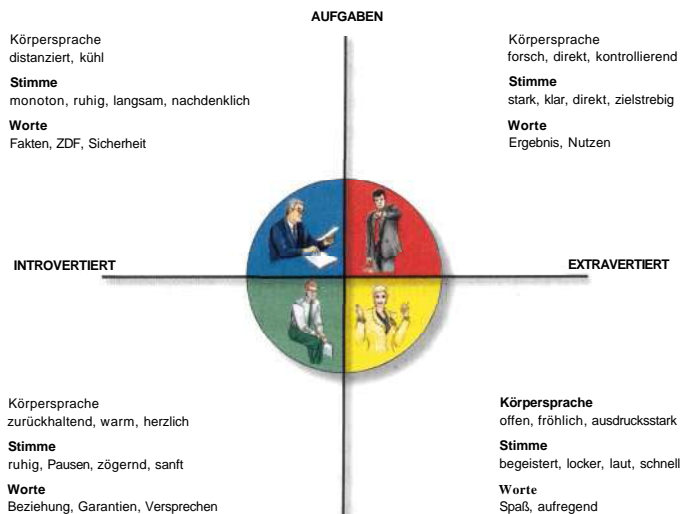 AUFGABEN
Körpersprache
distanziert, kühl
Stimme
monoton, ruhig, langsam, nachdenklich
Worte
Fakten, ZDF, Sicherheit
Körpersprache
forsch, direkt, kontrollierend
Stimme
stark, klar, direkt, zielstrebig
Worte
Ergebnis, Nutzen
INTROVERTIERT
EXTRAVERTIERT
Körpersprache
zurückhaltend, warm, herzlich
Stimme
ruhig, Pausen, zögernd, sanft
Worte
Beziehung, Garantien, Versprechen
Körpersprache
offen, fröhlich, ausdrucksstark
Stimme
begeistert, locker, laut, schnell
Worte
Spaß, aufregend